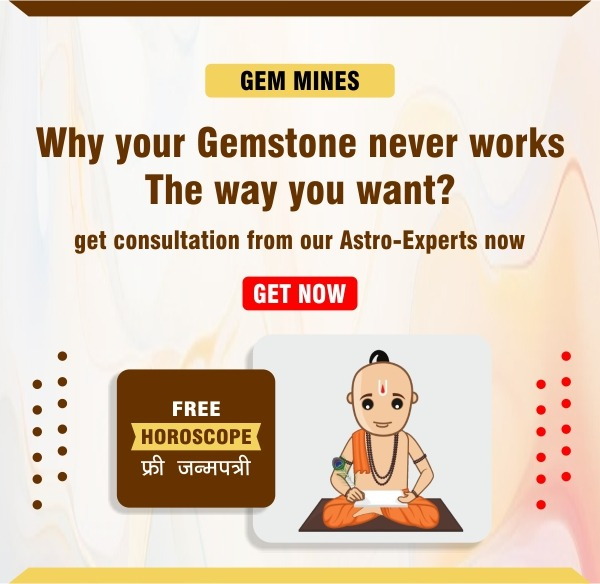 GEM MINES
Why your Gemstone never works
The way you want?
get consultation from our Astro-Experts now
GET NOW
FREE
HOROSCOPE
फ्री जन्मपत्री